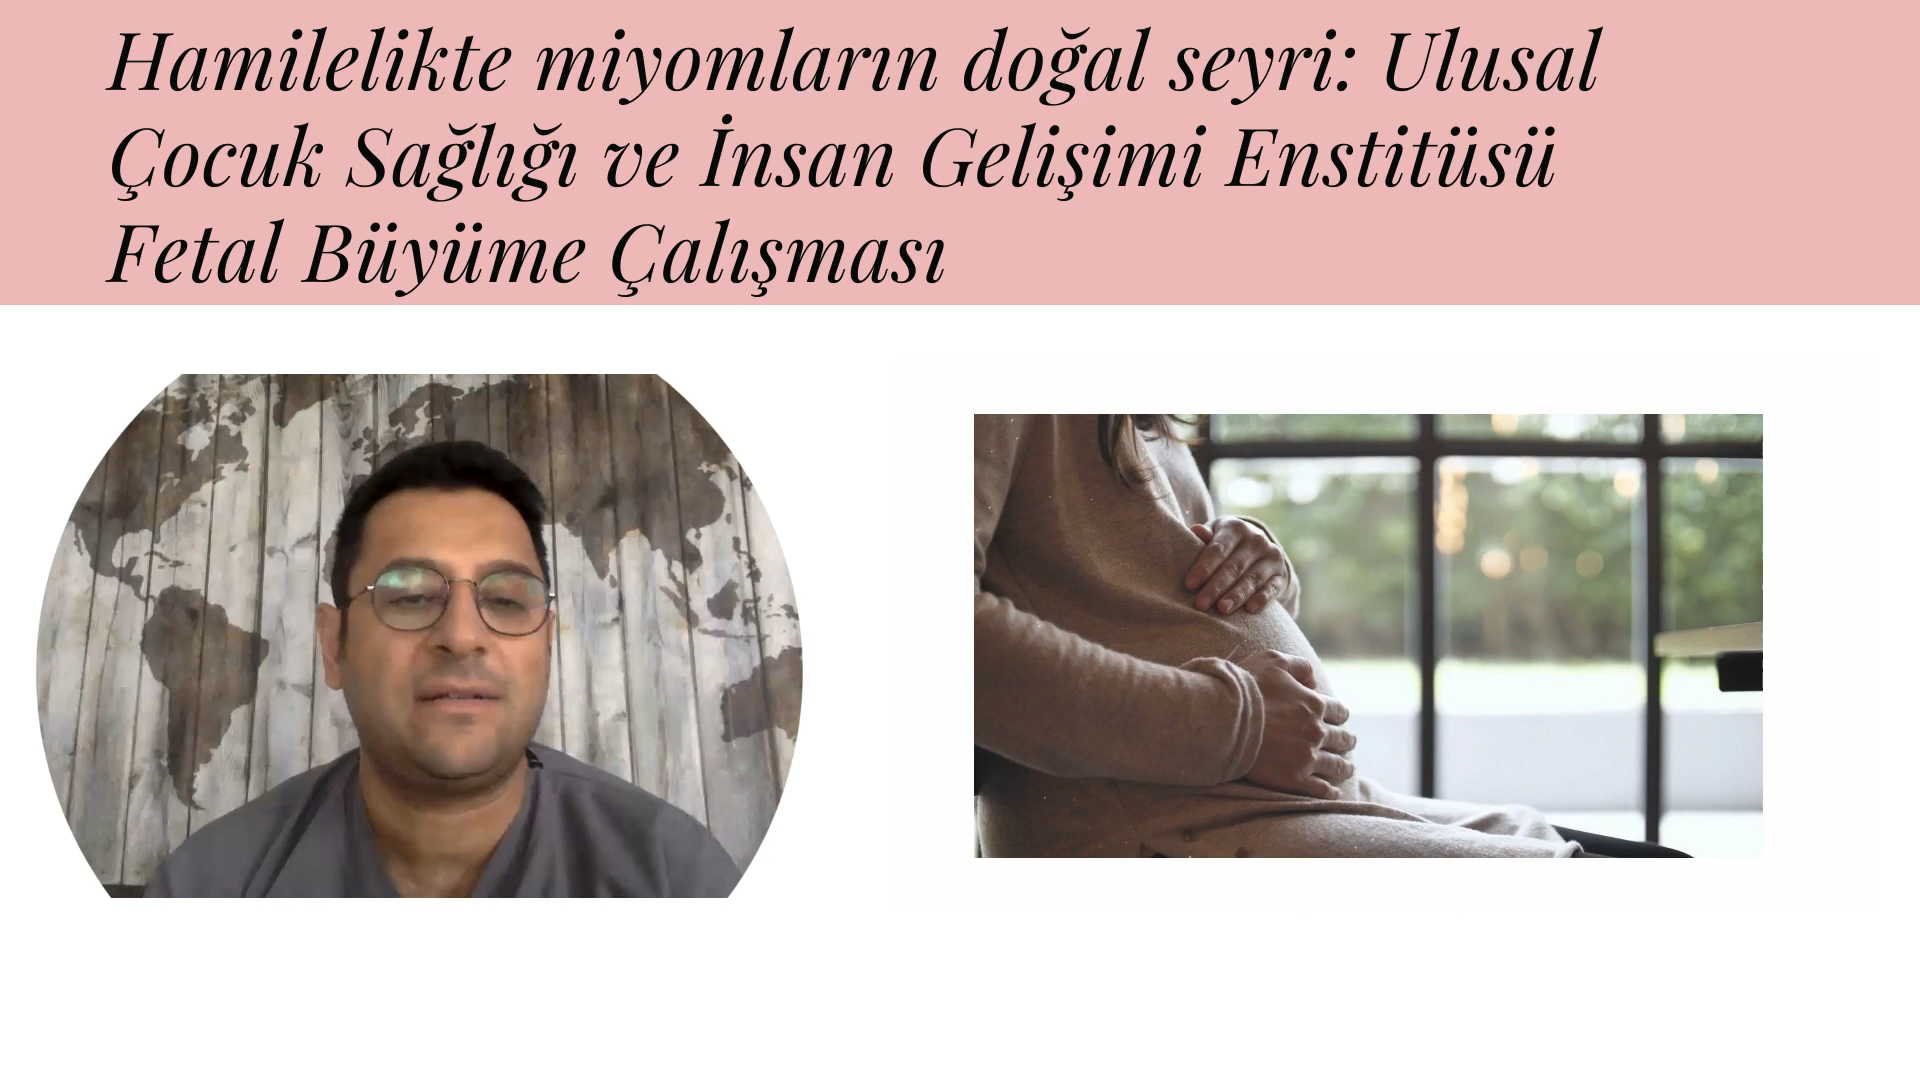 Hamilelikte miyomların doğal seyri: Ulusal
Çocuk Sağlığı ve İnsan Gelişimi Enstitüsü
Fetal Büyüme Çalışması